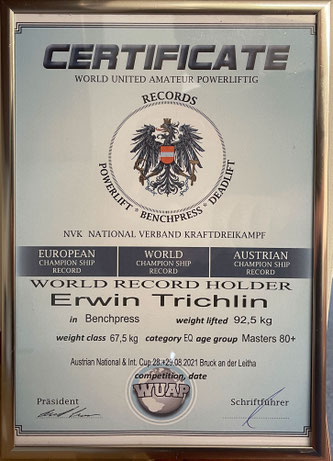 CERTIFICATE
WORLD UNITED AMATEUR POWERLIFTIG
RECORDS
POWERLIFT · BENCHPRESS · DEADLIFT
NVK NATIONAL VERBAND KRAFTDREIKAMPF
EUROPEAN CHAMPION SHIP RECORD
WORLD CHAMPION SHIP RECORD
AUSTRIAN CHAMPION SHIP RECORD
WORLD RECORD HOLDER
Erwin Trichlin
in Benchpress weight lifted 92,5 kg
weight class 67,5 kg category EQ age group Masters 80+
Austrian National & Int. Cup 28.+29.08 2021 Bruck an der Leitha
competition, date
WUAP
Präsident Schriftführer